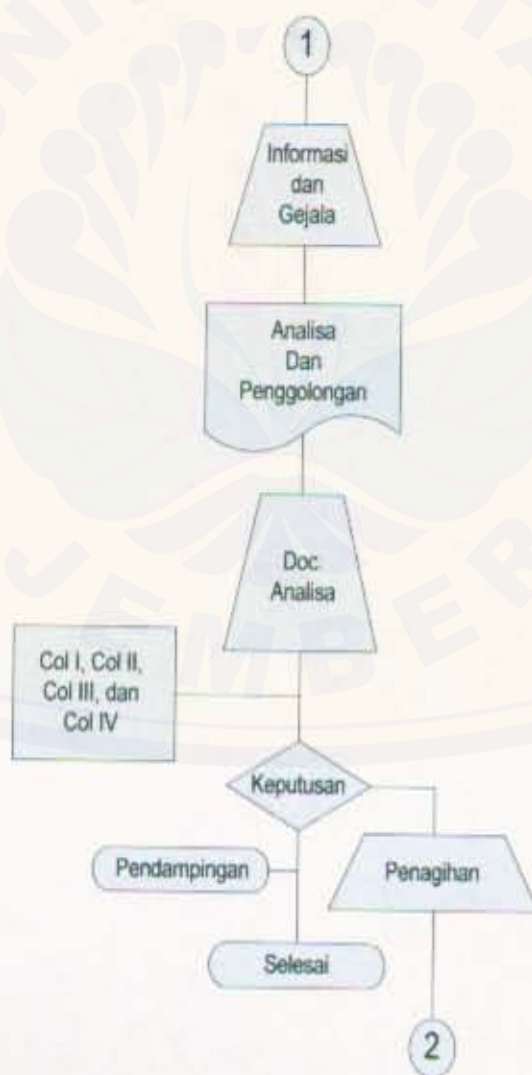 1
Informasi
dan
Gejala
Analisa
Dan
Penggolongan
Doc.
Analisa
Col I, Col II,
Col III, dan
Col IV
Keputusan
Pendampingan
Penagihan
Selesai
2
JEMBER